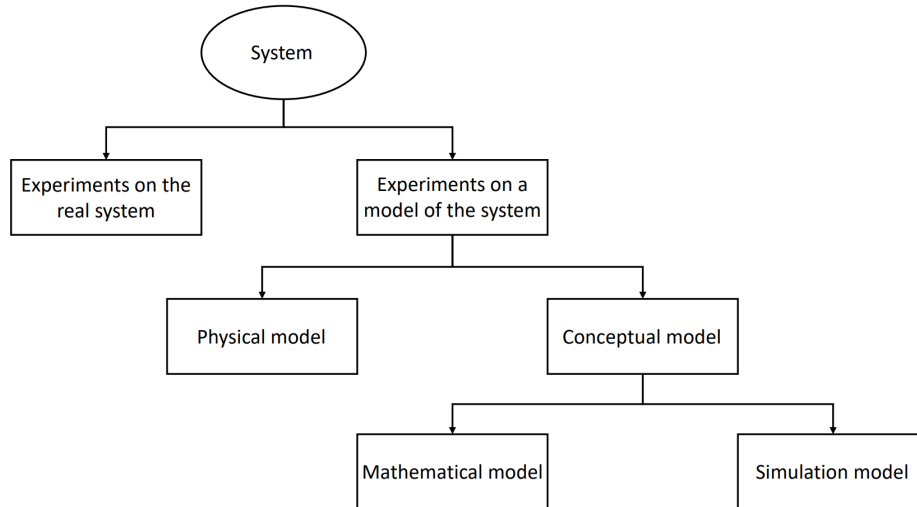 System
Experiments on the
real system
Experiments on a
model of the system
Physical model
Conceptual model
Mathematical model
Simulation model